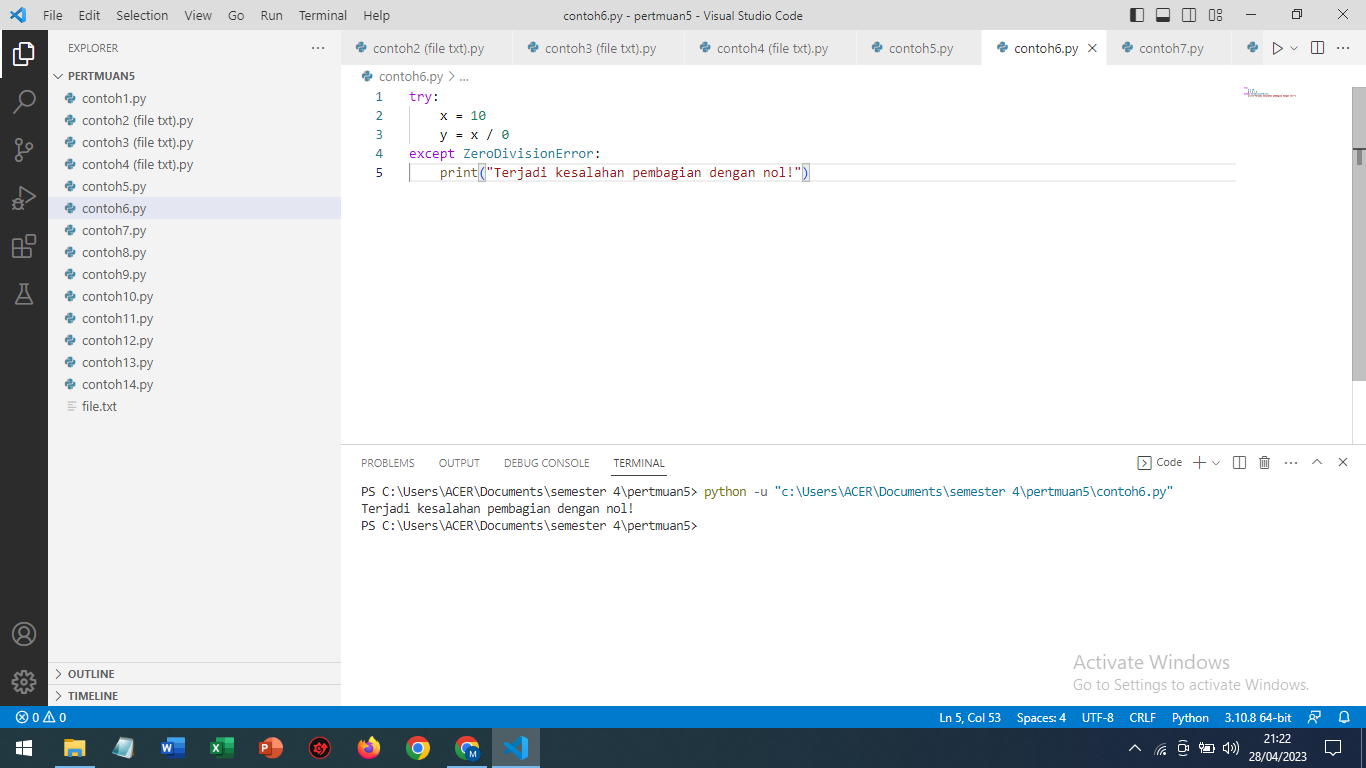 File Edit Selection View Go Run Terminal Help
contoh6.py - pertmuan5 - Visual Studio Code
EXPLORER
PERTMUAN5
contoh1.py
contoh2 (file txt).py
contoh3 (file txt).py
contoh4 (file txt).py
contoh5.py
contoh6.py
contoh7.py
contoh8.py
contoh9.py
contoh10.py
contoh11.py
contoh12.py
contoh13.py
contoh14.py
file.txt
OUTLINE
TIMELINE
contoh2 (file txt).py contoh3 (file txt).py contoh4 (file txt).py contoh5.py contoh6.py contoh7.py
contoh6.py > ...
1 try:
2     x = 10
3     y = x / 0
4 except ZeroDivisionError:
5     print("Terjadi kesalahan pembagian dengan nol!")
PROBLEMS OUTPUT DEBUG CONSOLE TERMINAL
Code
PS C:\Users\ACER\Documents\semester 4\pertmuan5> python -u "c:\Users\ACER\Documents\semester 4\pertmuan5\contoh6.py"
Terjadi kesalahan pembagian dengan nol!
PS C:\Users\ACER\Documents\semester 4\pertmuan5>
Activate Windows
Go to Settings to activate Windows.
0 0 Ln 5, Col 53 Spaces: 4 UTF-8 CRLF Python 3.10.8 64-bit
21:22
28/04/2023